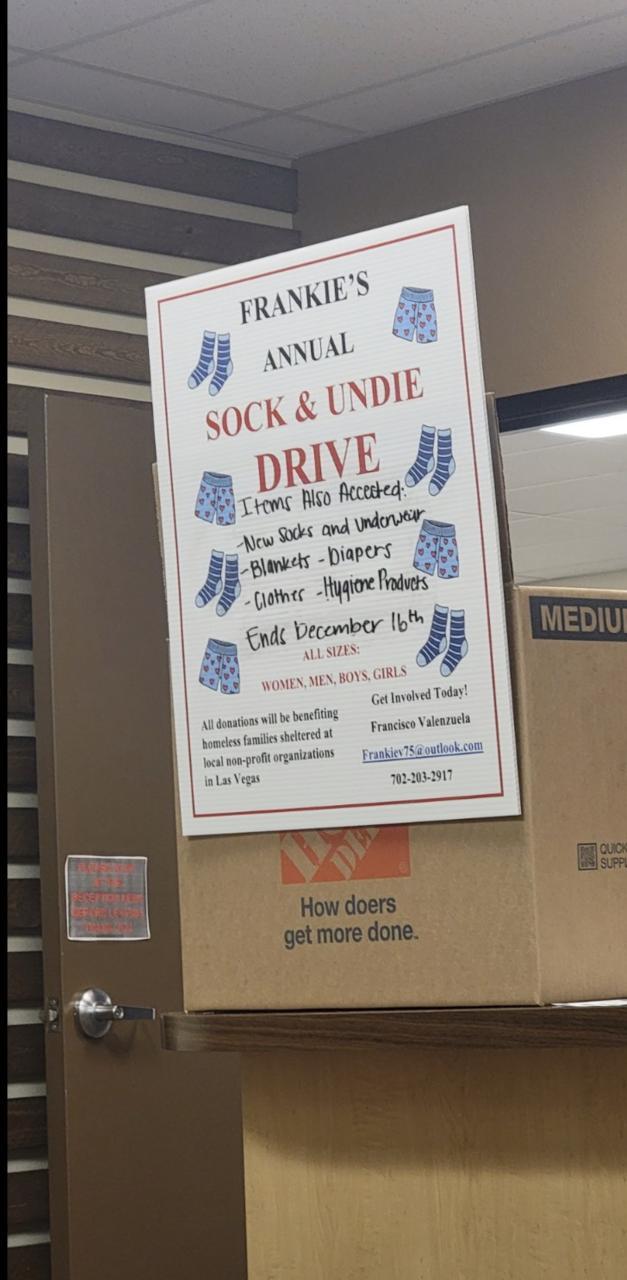 FRANKIE'S
ANNUAL
SOCK & UNDIE
DRIVE
Items Also Accested:
-New Socks and Underwear
-Blankets -Diapers
-Clothes -Hygiene Products
Ends December 16th
ALL SIZES:
WOMEN, MEN, BOYS, GIRLS
All donations will be benefiting
homeless families sheltered at
local non-profit organizations
in Las Vegas
Get Involved Today!
Francisco Valenzuela
Frankiev75@outlook.com
702-203-2917
How doers
get more done.
MEDIU
QUICK
SUPPL